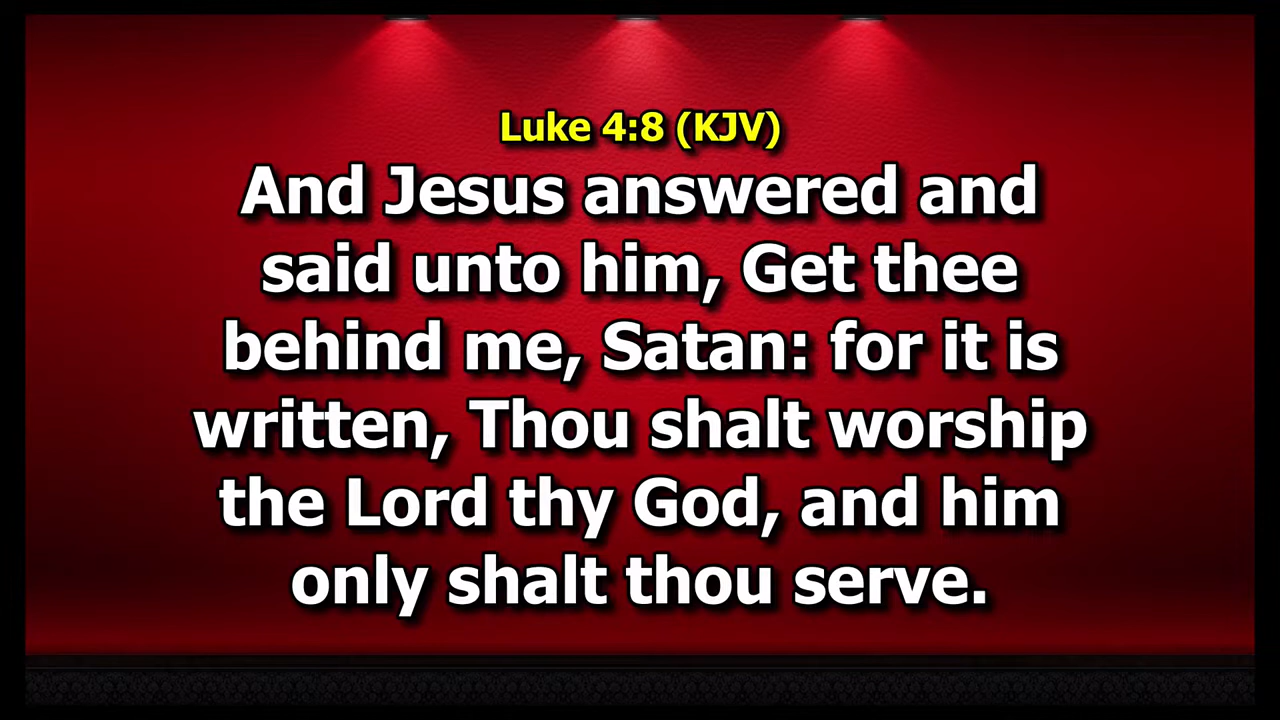 Luke 4:8 (KJV)
And Jesus answered and
said unto him, Get thee
behind me, Satan: for it is
written, Thou shalt worship
the Lord thy God, and him
only shalt thou serve.